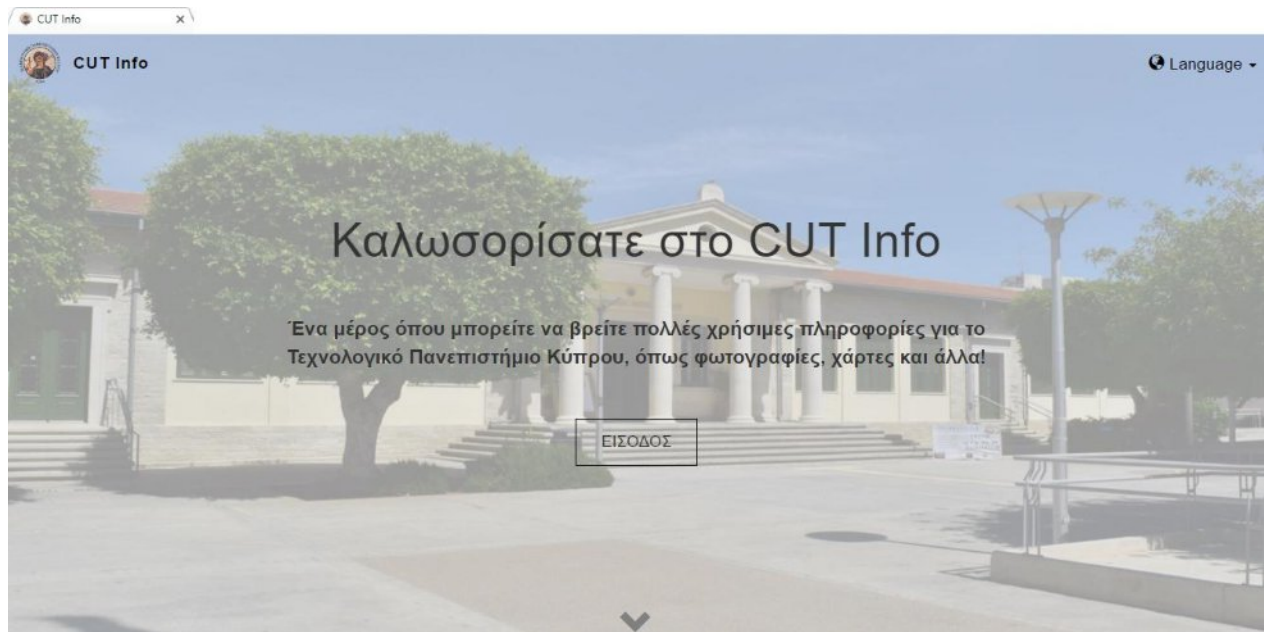 CUT Info
CUT Info
Language
Καλωσορίσατε στο CUT Info
Ένα μέρος όπου μπορείτε να βρείτε πολλές χρήσιμες πληροφορίες για το
Τεχνολογικό Πανεπιστήμιο Κύπρου, όπως φωτογραφίες, χάρτες και άλλα!
ΕΙΣΟΔΟΣ